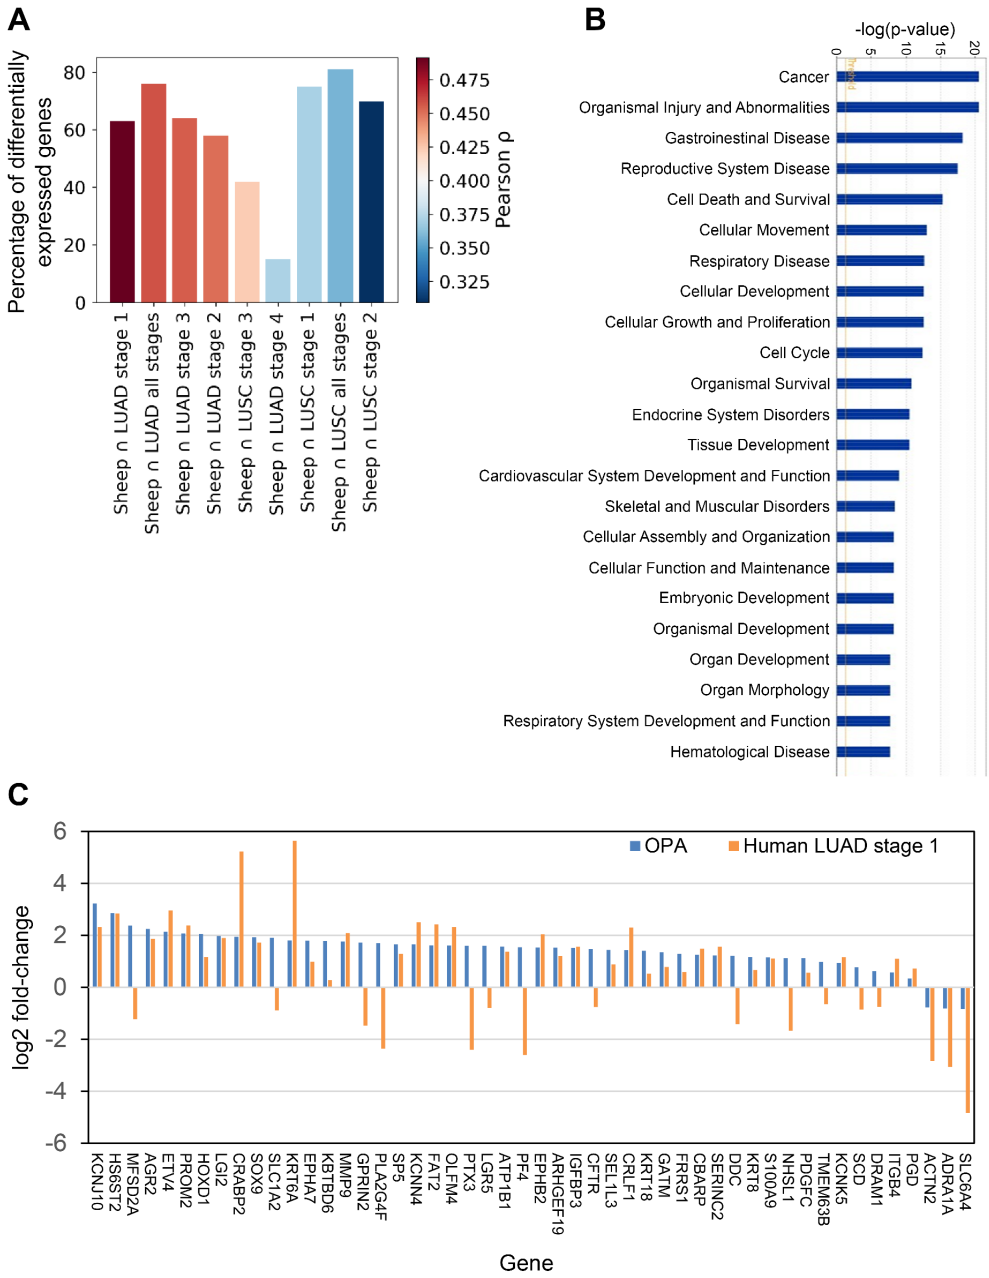 A
Percentage of differentially
expressed genes
80
60
40
20
0
Sheep ∩ LUAD stage 1
Sheep ∩ LUAD all stages
Sheep ∩ LUAD stage 3
Sheep ∩ LUAD stage 2
Sheep ∩ LUSC stage 3
Sheep ∩ LUAD stage 4
Sheep ∩ LUSC stage 1
Sheep ∩ LUSC all stages
Sheep ∩ LUSC stage 2
0.475
0.450
0.425
0.400
0.375
0.350
0.325
Pearson ρ
B
-log(p-value)
0
5
10
15
20
Threshold
Cancer
Organismal Injury and Abnormalities
Gastroinestinal Disease
Reproductive System Disease
Cell Death and Survival
Cellular Movement
Respiratory Disease
Cellular Development
Cellular Growth and Proliferation
Cell Cycle
Organismal Survival
Endocrine System Disorders
Tissue Development
Cardiovascular System Development and Function
Skeletal and Muscular Disorders
Cellular Assembly and Organization
Cellular Function and Maintenance
Embryonic Development
Organismal Development
Organ Development
Organ Morphology
Respiratory System Development and Function
Hematological Disease
C
log2 fold-change
6
4
2
0
-2
-4
-6
OPA
Human LUAD stage 1
KCNJ10
HS6ST2
MFSD2A
AGR2
ETV4
PROM2
HOXD1
LGI2
CRABP2
SOX9
SLC1A2
KRT6A
EPHA7
KBTBD6
MMP9
GPRIN2
PLA2G4F
SP5
KCNN4
FAT2
OLFM4
PTX3
LGR5
ATP1B1
PF4
EPHB2
ARHGEF19
IGFBP3
CFTR
SEL1L3
CRLF1
KRT18
GATM
FRRS1
CBARP
SERINC2
DDC
KRT8
S100A9
NHSL1
PDGFC
TMEM63B
KCNK5
SCD
DRAM1
ITGB4
PGD
ACTN2
ADRA1A
SLC6A4
Gene